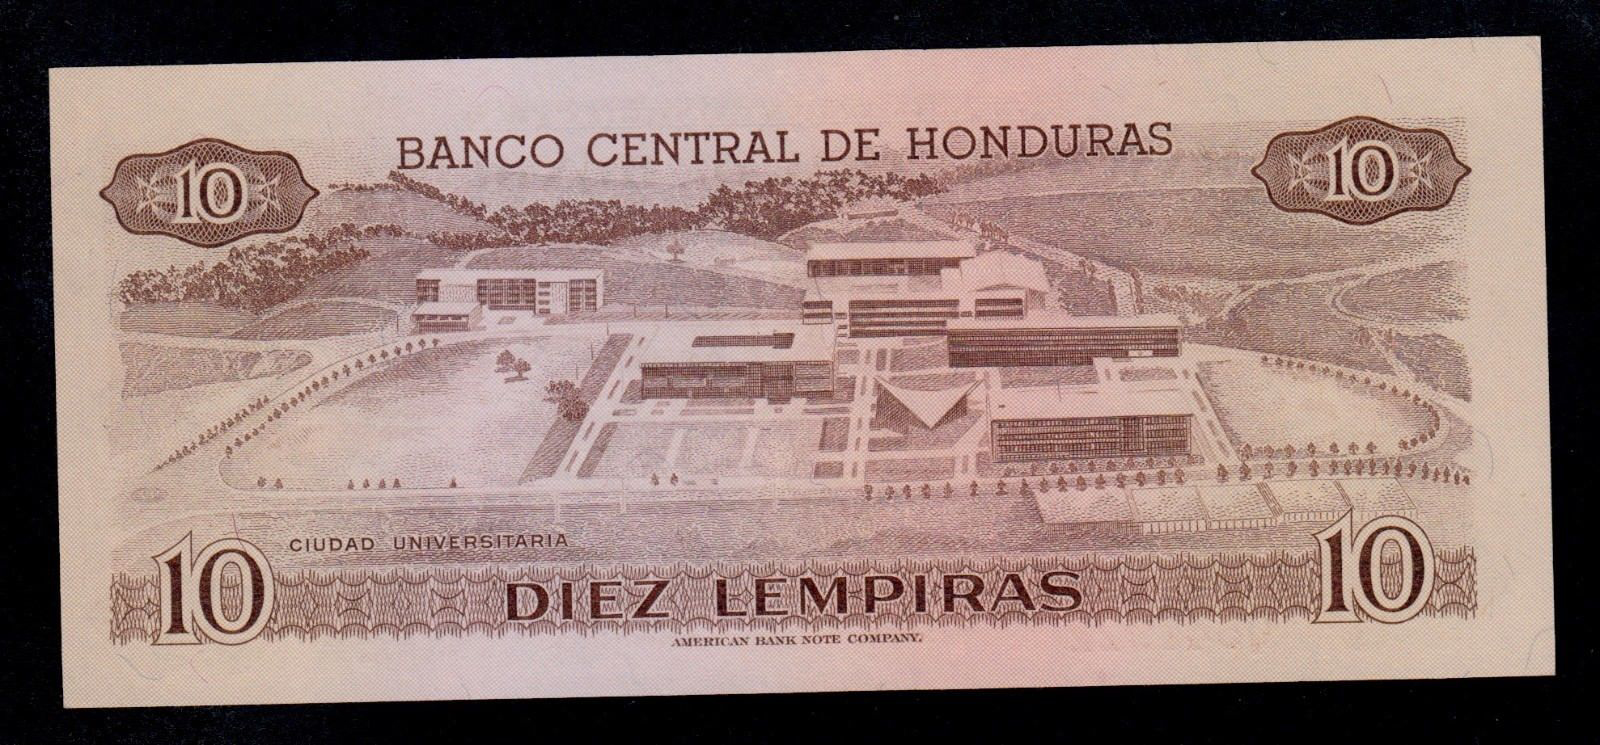 BANCO CENTRAL DE HONDURAS
10
10
CIUDAD UNIVERSITARIA
10
DIEZ LEMPIRAS
10
AMERICAN BANK NOTE COMPANY.